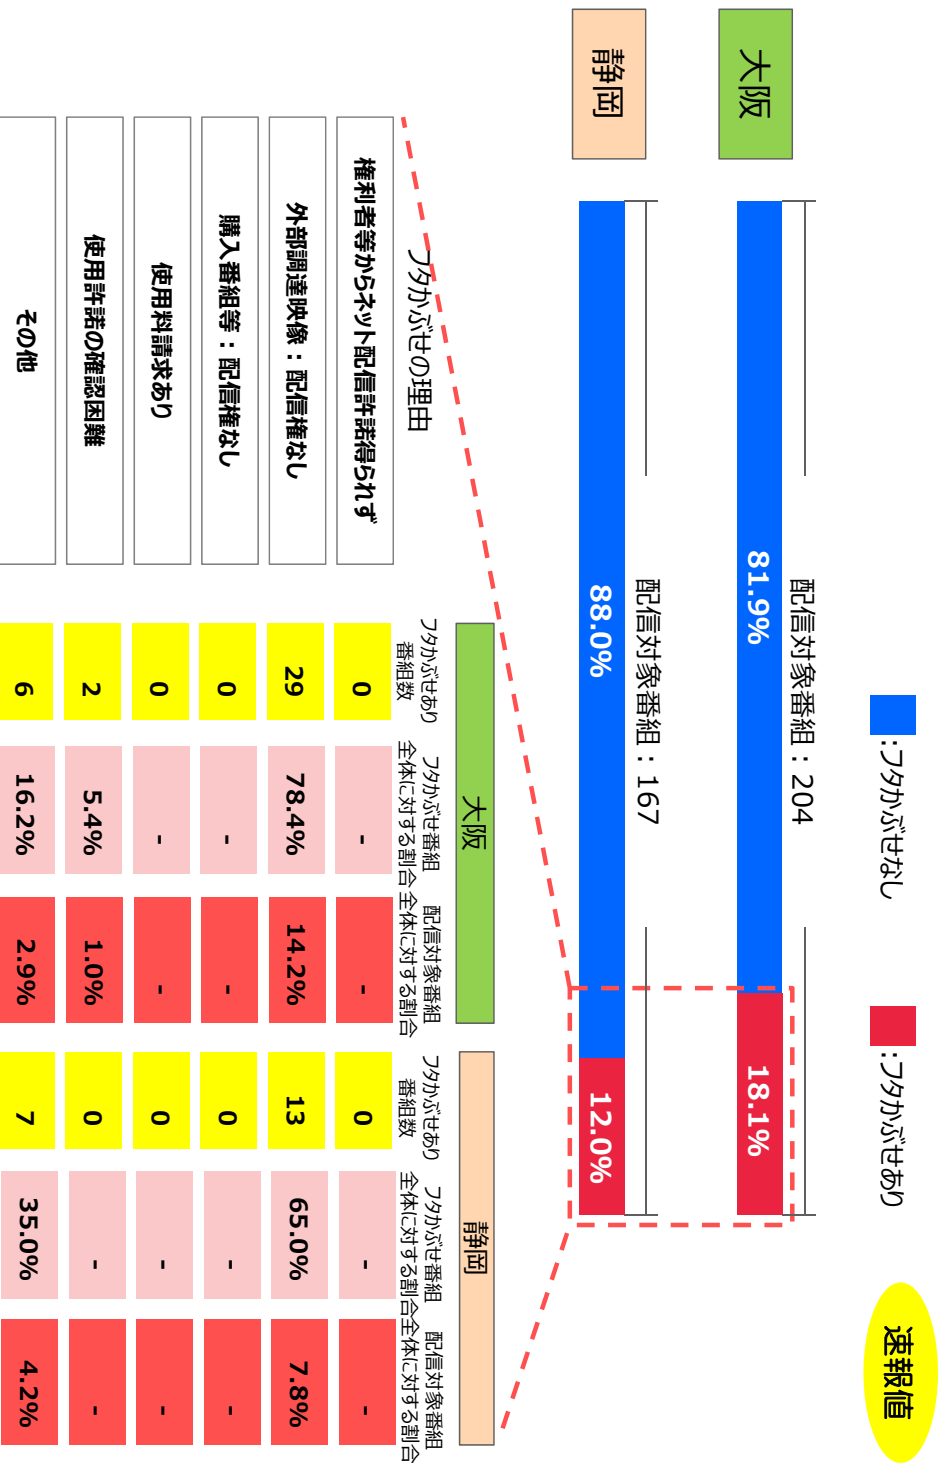 :フタかぶせなし
:フタかぶせあり
速報値
配信対象番組：204
大阪
81.9%
18.1%
配信対象番組：167
静岡
88.0%
12.0%
大阪
静岡
フタかぶせの理由
フタかぶせあり
番組数
フタかぶせ番組
全体に対する割合
配信対象番組
全体に対する割合
フタかぶせあり
番組数
フタかぶせ番組
全体に対する割合
配信対象番組
全体に対する割合
権利者等からネット配信許諾得られず 0 - - 0 - -
外部調達映像：配信権なし 29 78.4% 14.2% 13 65.0% 7.8%
購入番組等：配信権なし 0 - - 0 - -
使用料請求あり 0 - - 0 - -
使用許諾の確認困難 2 5.4% 1.0% 0 - -
その他 6 16.2% 2.9% 7 35.0% 4.2%